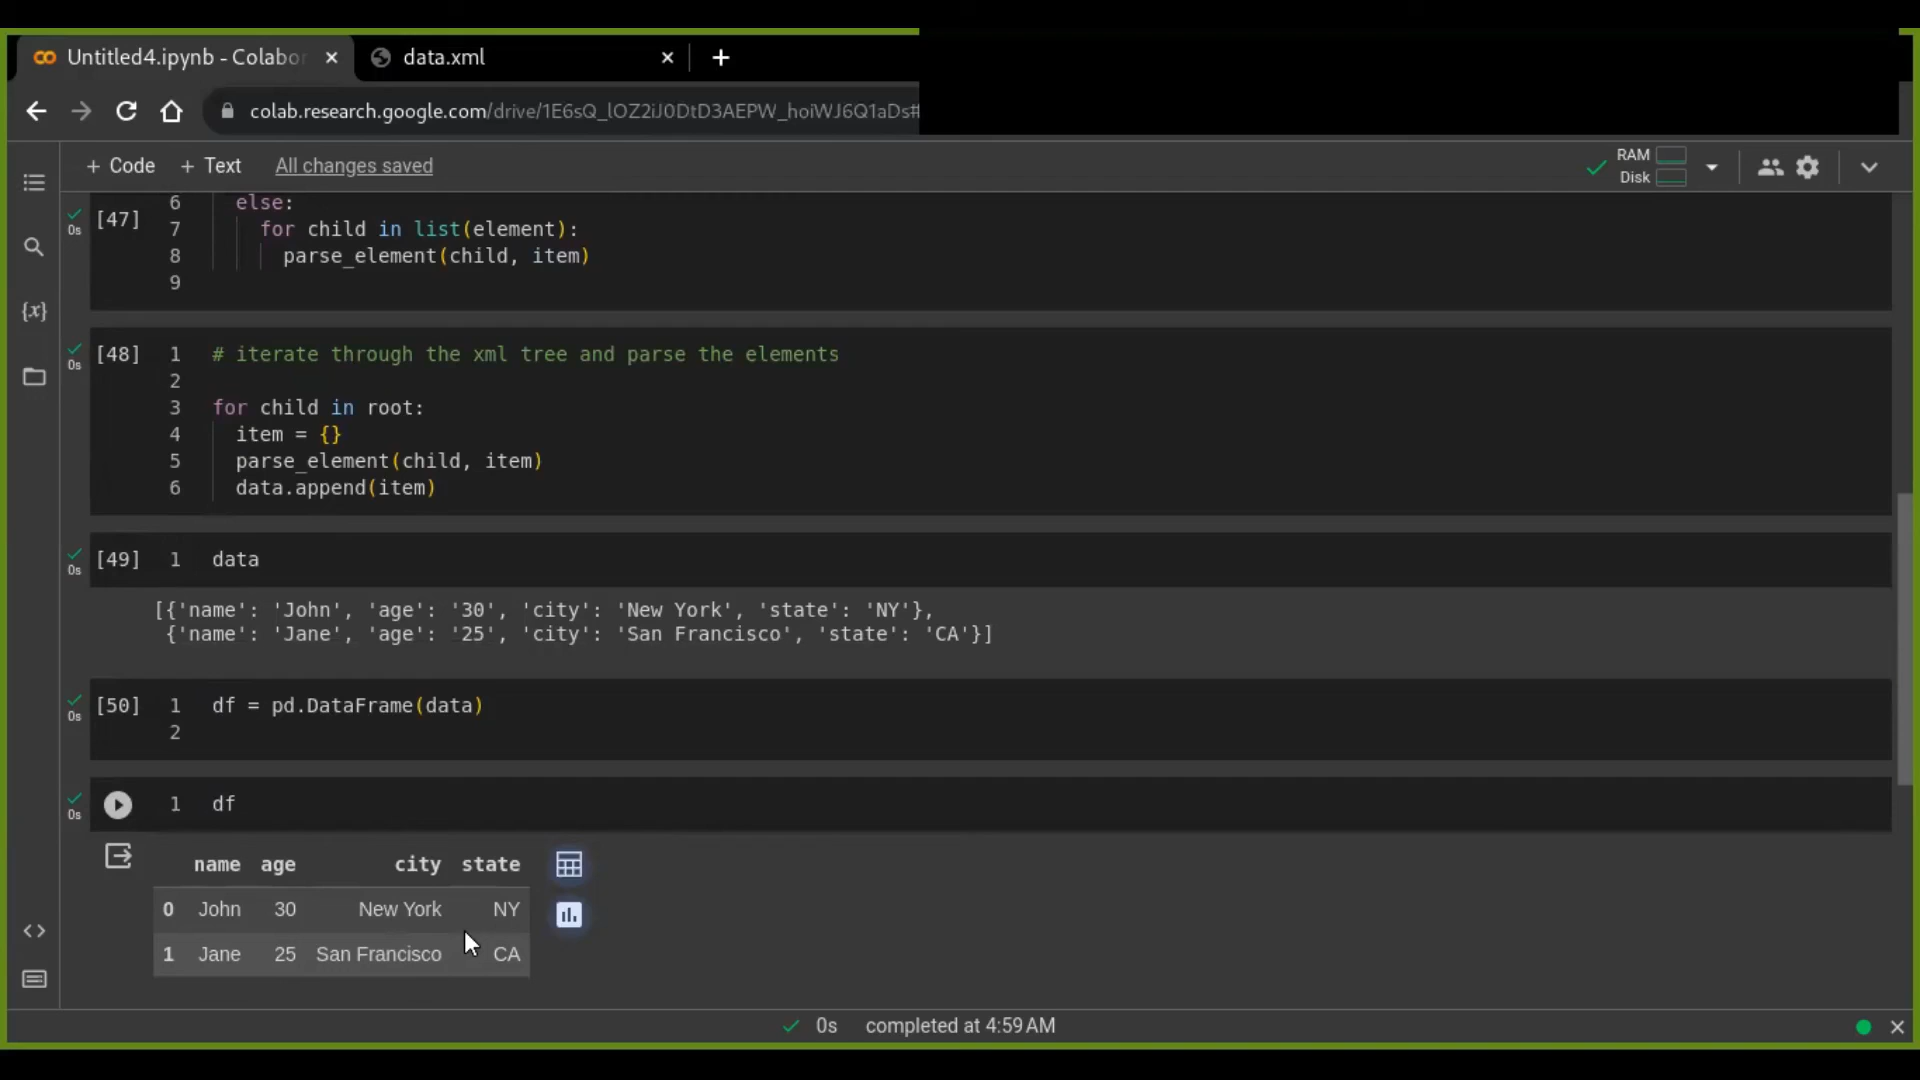 Untitled4.ipynb - Colabor
data.xml
colab.research.google.com/drive/1E6sQ_lOZ2iJ0DtD3AEPW_hoiWJ6Q1aDs#
+ Code + Text All changes saved
RAM
Disk
[47] 6 else:
0s
7 for child in list(element):
8 parse_element(child, item)
9
{x}
[48] 1 # iterate through the xml tree and parse the elements
0s
2
3 for child in root:
4 item = {}
5 parse_element(child, item)
6 data.append(item)
[49] 1 data
0s
[{'name': 'John', 'age': '30', 'city': 'New York', 'state': 'NY'},
{'name': 'Jane', 'age': '25', 'city': 'San Francisco', 'state': 'CA'}]
[50] 1 df = pd.DataFrame(data)
0s
2
1 df
0s
name age city state
0 John 30 New York NY
1 Jane 25 San Francisco CA
0s completed at 4:59 AM